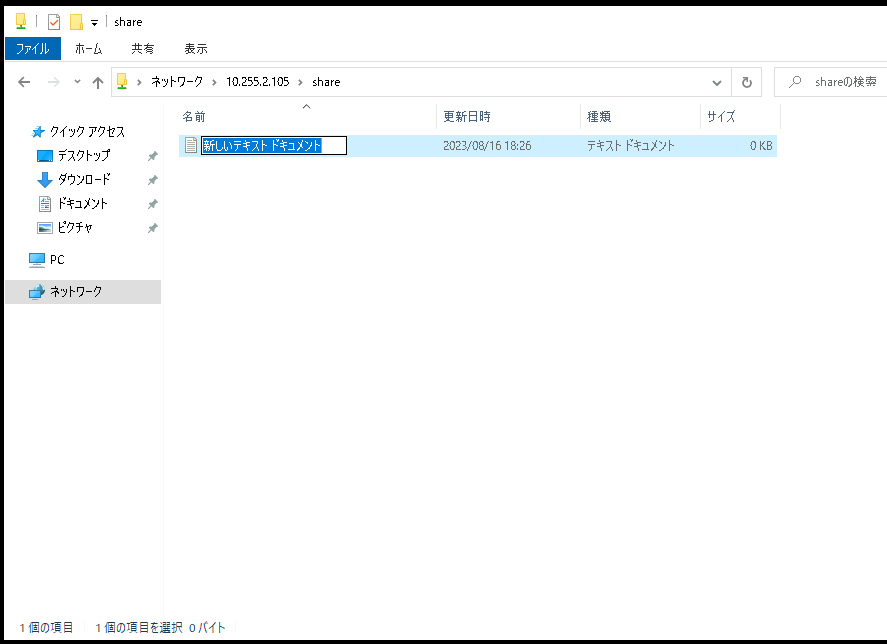 share
ファイル ホーム 共有 表示
ネットワーク 10.255.2.105 share shareの検索
名前 更新日時 種類 サイズ
新しいテキスト ドキュメント 2023/08/16 18:26 テキスト ドキュメント 0 KB
クイック アクセス
デスクトップ
ダウンロード
ドキュメント
ピクチャ
PC
ネットワーク
1 個の項目 1 個の項目を選択 0 バイト